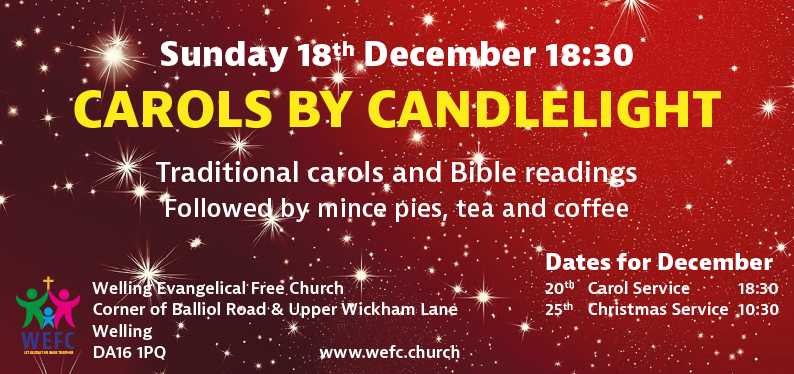 Sunday 18th December 18:30
CAROLS BY CANDLELIGHT
Traditional carols and Bible readings
Followed by mince pies, tea and coffee
Dates for December
20th Carol Service 18:30
25th Christmas Service 10:30
Welling Evangelical Free Church
Corner of Balliol Road & Upper Wickham Lane
Welling
DA16 1PQ
www.wefc.church
WEFC